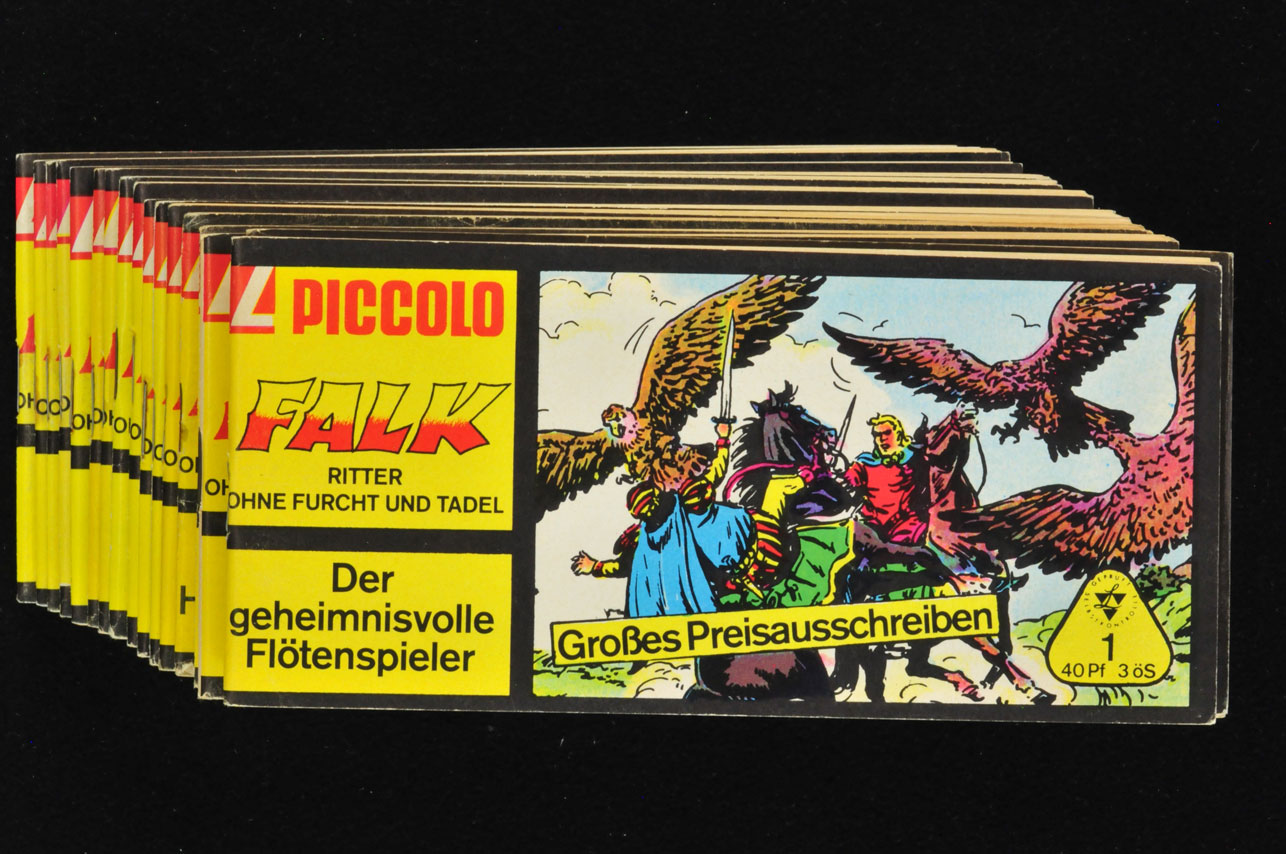 PICCOLO
FALK
RITTER
OHNE FURCHT UND TADEL
Der
geheimnisvolle
Flötenspieler
Großes Preisausschreiben
1
40 Pf 3 öS
H